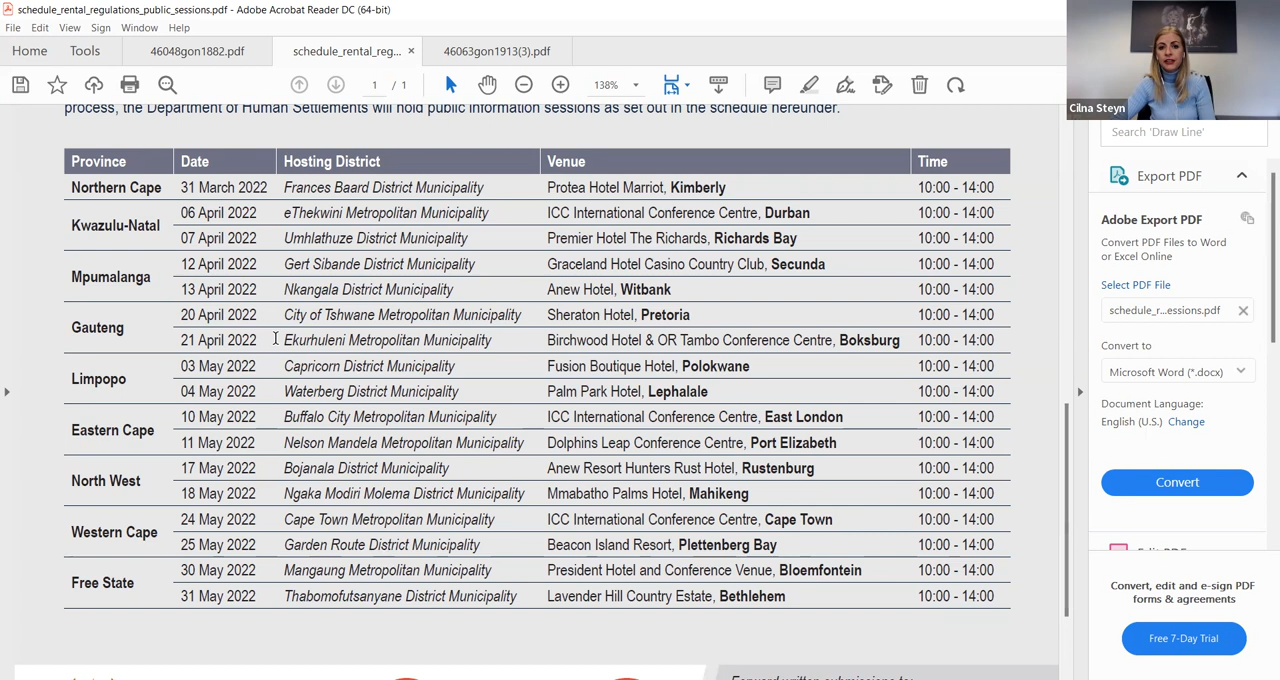 schedule_rental_regulations_public_sessions.pdf - Adobe Acrobat Reader DC (64-bit)
File Edit View Sign Window Help
Home Tools 46048gon1882.pdf schedule_rental_reg... × 46063gon1913(3).pdf
1 / 1 138%
Cilna Steyn
process, the Department of Human Settlements will hold public information sessions as set out in the schedule hereunder.
Province Date Hosting District Venue Time
Northern Cape 31 March 2022 Frances Baard District Municipality Protea Hotel Marriot, Kimberly 10:00 - 14:00
Kwazulu-Natal 06 April 2022 eThekwini Metropolitan Municipality ICC International Conference Centre, Durban 10:00 - 14:00
07 April 2022 Umhlathuze District Municipality Premier Hotel The Richards, Richards Bay 10:00 - 14:00
Mpumalanga 12 April 2022 Gert Sibande District Municipality Graceland Hotel Casino Country Club, Secunda 10:00 - 14:00
13 April 2022 Nkangala District Municipality Anew Hotel, Witbank 10:00 - 14:00
Gauteng 20 April 2022 City of Tshwane Metropolitan Municipality Sheraton Hotel, Pretoria 10:00 - 14:00
21 April 2022 Ekurhuleni Metropolitan Municipality Birchwood Hotel & OR Tambo Conference Centre, Boksburg 10:00 - 14:00
Limpopo 03 May 2022 Capricorn District Municipality Fusion Boutique Hotel, Polokwane 10:00 - 14:00
04 May 2022 Waterberg District Municipality Palm Park Hotel, Lephalale 10:00 - 14:00
Eastern Cape 10 May 2022 Buffalo City Metropolitan Municipality ICC International Conference Centre, East London 10:00 - 14:00
11 May 2022 Nelson Mandela Metropolitan Municipality Dolphins Leap Conference Centre, Port Elizabeth 10:00 - 14:00
North West 17 May 2022 Bojanala District Municipality Anew Resort Hunters Rust Hotel, Rustenburg 10:00 - 14:00
18 May 2022 Ngaka Modiri Molema District Municipality Mmabatho Palms Hotel, Mahikeng 10:00 - 14:00
Western Cape 24 May 2022 Cape Town Metropolitan Municipality ICC International Conference Centre, Cape Town 10:00 - 14:00
25 May 2022 Garden Route District Municipality Beacon Island Resort, Plettenberg Bay 10:00 - 14:00
Free State 30 May 2022 Mangaung Metropolitan Municipality President Hotel and Conference Venue, Bloemfontein 10:00 - 14:00
31 May 2022 Thabomofutsanyane District Municipality Lavender Hill Country Estate, Bethlehem 10:00 - 14:00
Forward written submissions to:
Search 'Draw Line'
Export PDF
Adobe Export PDF
Convert PDF Files to Word
or Excel Online
Select PDF File
schedule_r...essions.pdf
Convert to
Microsoft Word (*.docx)
Document Language:
English (U.S.) Change
Convert
Edit PDF
Convert, edit and e-sign PDF
forms & agreements
Free 7-Day Trial